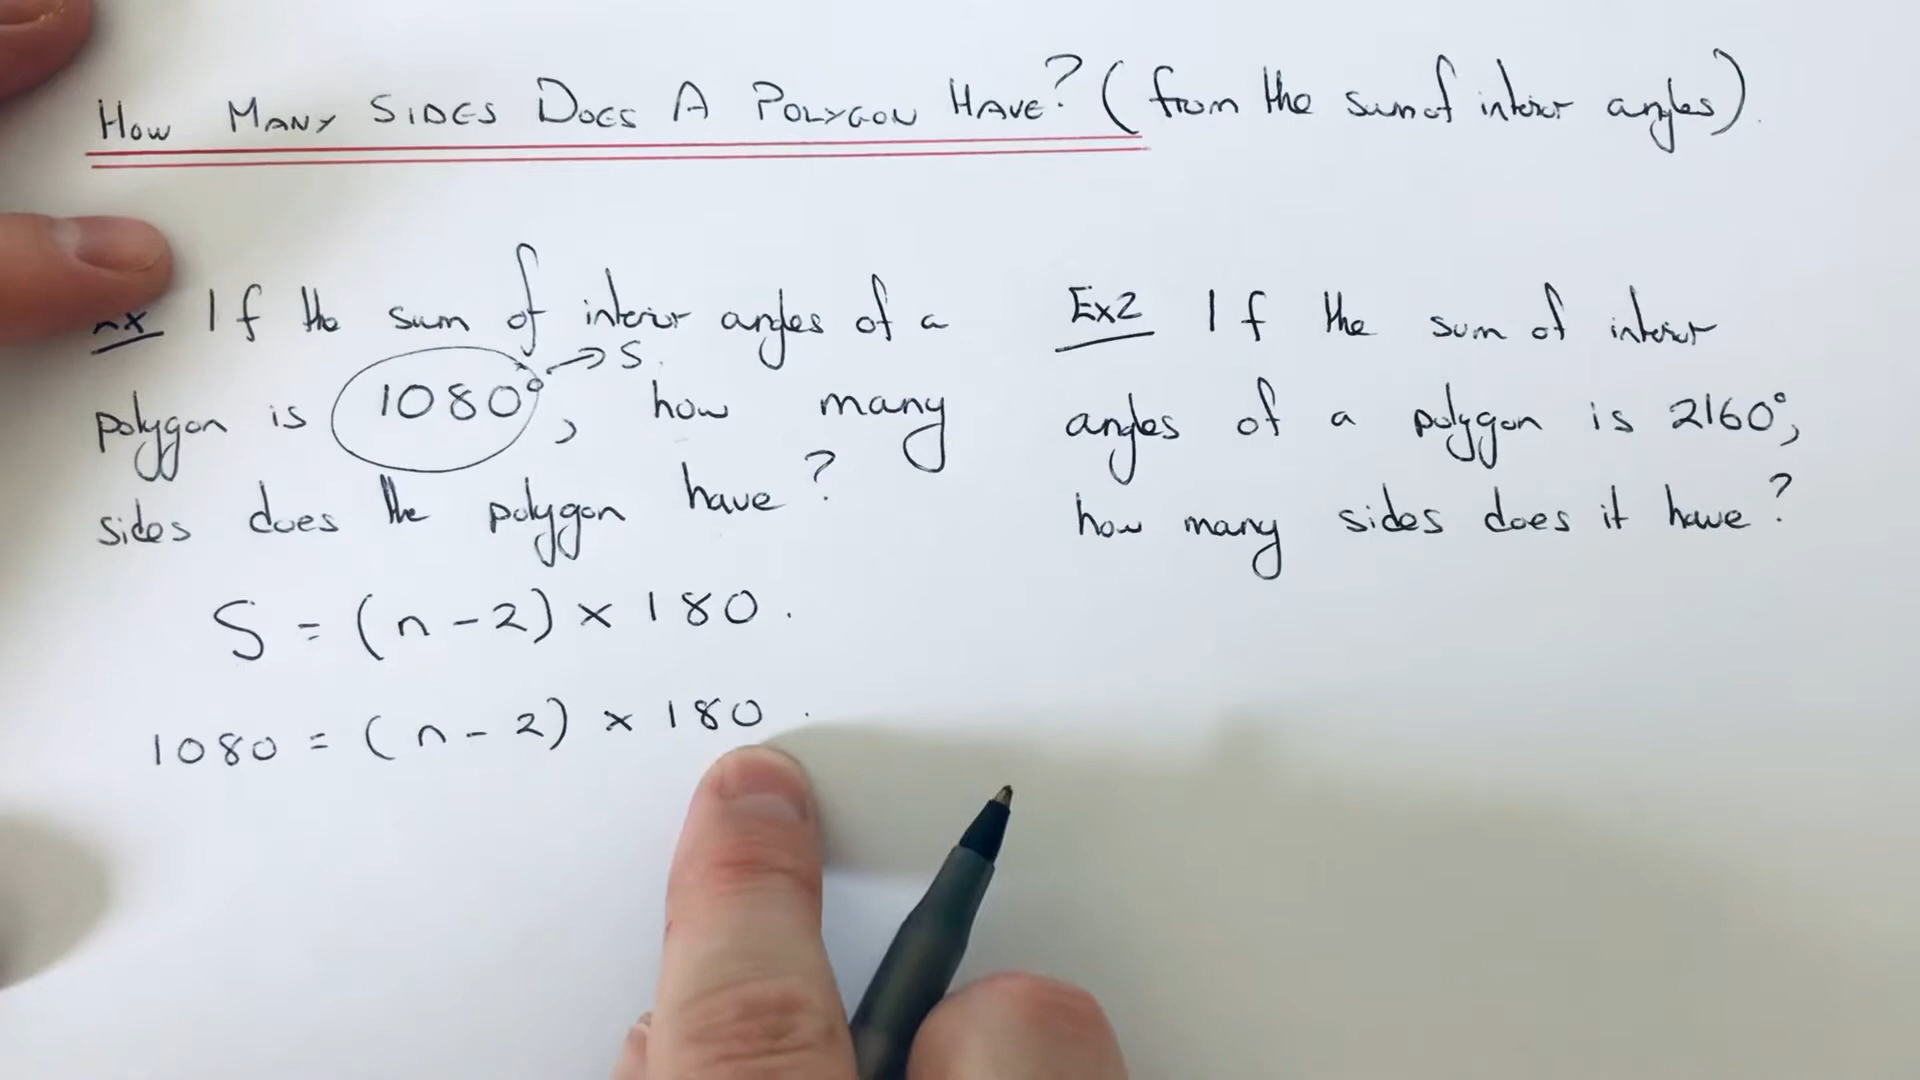 How Many Sides Does A Polygon Have? (from the sum of interior angles).
If the sum of interior angles of a
polygon is 1080°, how many
→ S.
sides does the polygon have?
S = (n - 2) × 180.
1080 = (n - 2) × 180.
Ex2 If the sum of interior
angles of a polygon is 2160°,
how many sides does it have?